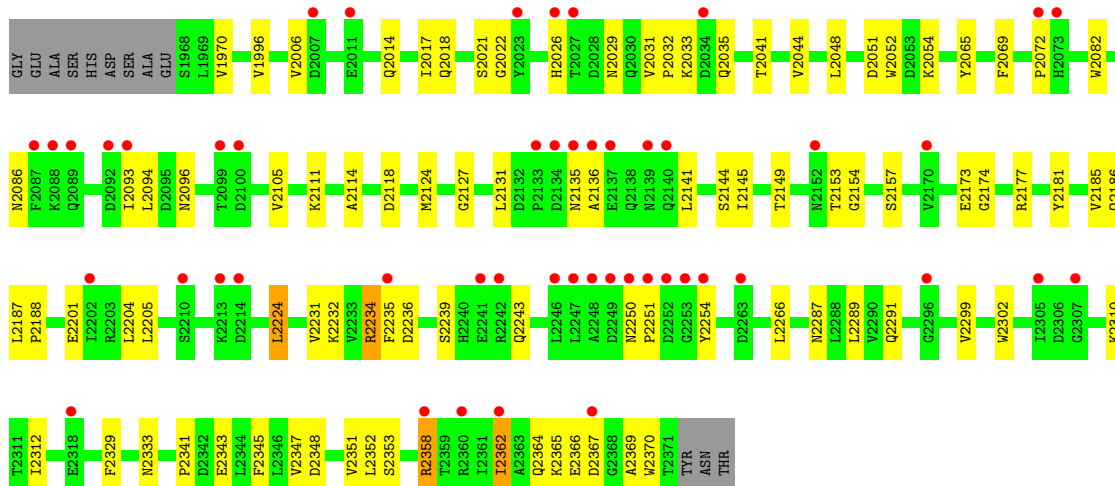 GLY GLU ALA SER HIS ASP SER ALA GLU S1968 L1969 V1970 V1996 V2006 D2007 E2011 Q2014 I2017 Q2018 S2021 G2022 Y2023 H2026 T2027 D2028 N2029 Q2030 V2031 P2032 K2033 D2034 Q2035 T2041 V2044 L2048 D2051 W2052 D2053 K2054 Y2065 F2069 P2072 H2073 W2082
N2086 F2087 K2088 Q2089 D2092 I2093 L2094 D2095 N2096 T2099 D2100 V2105 K2111 A2114 D2118 M2124 G2127 L2131 D2132 P2133 D2134 N2135 A2136 E2137 Q2138 N2139 Q2140 L2141 S2144 I2145 T2149 N2152 T2153 G2154 S2157 V2170 E2173 G2174 R2177 Y2181 V2185
L2187 P2188 E2201 I2202 R2203 L2204 L2205 S2210 K2213 D2214 L2224 V2231 K2232 V2233 R2234 F2235 D2236 S2239 H2240 E2241 R2242 Q2243 L2246 L2247 A2248 D2249 N2250 P2251 D2252 G2253 Y2254 D2263 L2266 N2287 L2288 L2289 V2290 Q2291 G2296 V2299 W2302 I2305 D2306 G2307
T2311 I2312 E2318 F2329 N2333 P2341 D2342 E2343 L2344 F2345 L2346 V2347 D2348 V2351 L2352 S2353 R2358 T2359 R2360 I2361 I2362 A2363 Q2364 K2365 E2366 D2367 G2368 A2369 W2370 T2371 TYR ASN THR